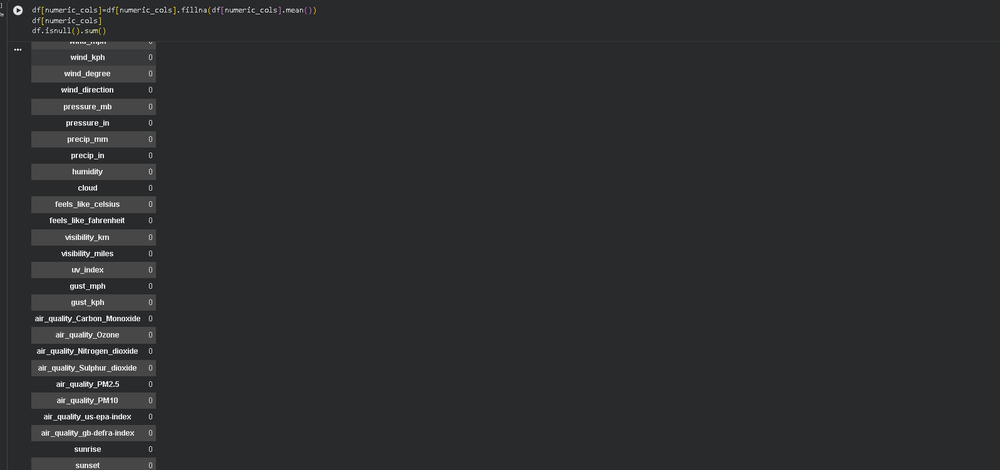 df[numeric_cols]=df[numeric_cols].fillna(df[numeric_cols].mean())
df[numeric_cols]
df.isnull().sum()
wind_mph 0
wind_kph 0
wind_degree 0
wind_direction 0
pressure_mb 0
pressure_in 0
precip_mm 0
precip_in 0
humidity 0
cloud 0
feels_like_celsius 0
feels_like_fahrenheit 0
visibility_km 0
visibility_miles 0
uv_index 0
gust_mph 0
gust_kph 0
air_quality_Carbon_Monoxide 0
air_quality_Ozone 0
air_quality_Nitrogen_dioxide 0
air_quality_Sulphur_dioxide 0
air_quality_PM2.5 0
air_quality_PM10 0
air_quality_us-epa-index 0
air_quality_gb-defra-index 0
sunrise 0
sunset 0